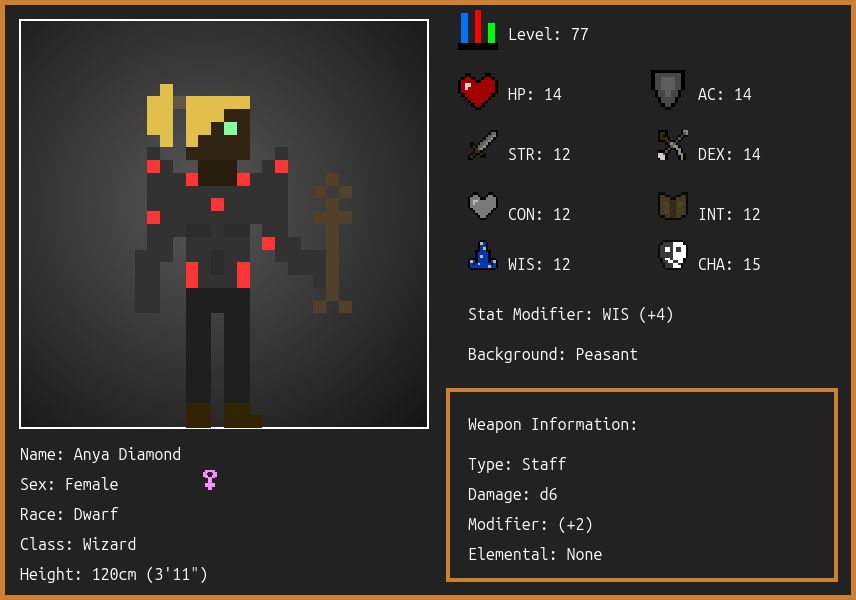 Level: 77
HP: 14
AC: 14
STR: 12
DEX: 14
CON: 12
INT: 12
WIS: 12
CHA: 15
Stat Modifier: WIS (+4)
Background: Peasant
Weapon Information:
Type: Staff
Damage: d6
Modifier: (+2)
Elemental: None
Name: Anya Diamond
Sex: Female
Race: Dwarf
Class: Wizard
Height: 120cm (3'11")